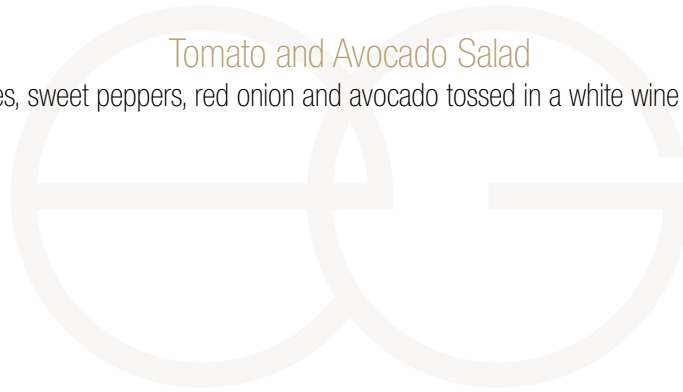 Tomato and Avocado Salad
es, sweet peppers, red onion and avocado tossed in a white wine